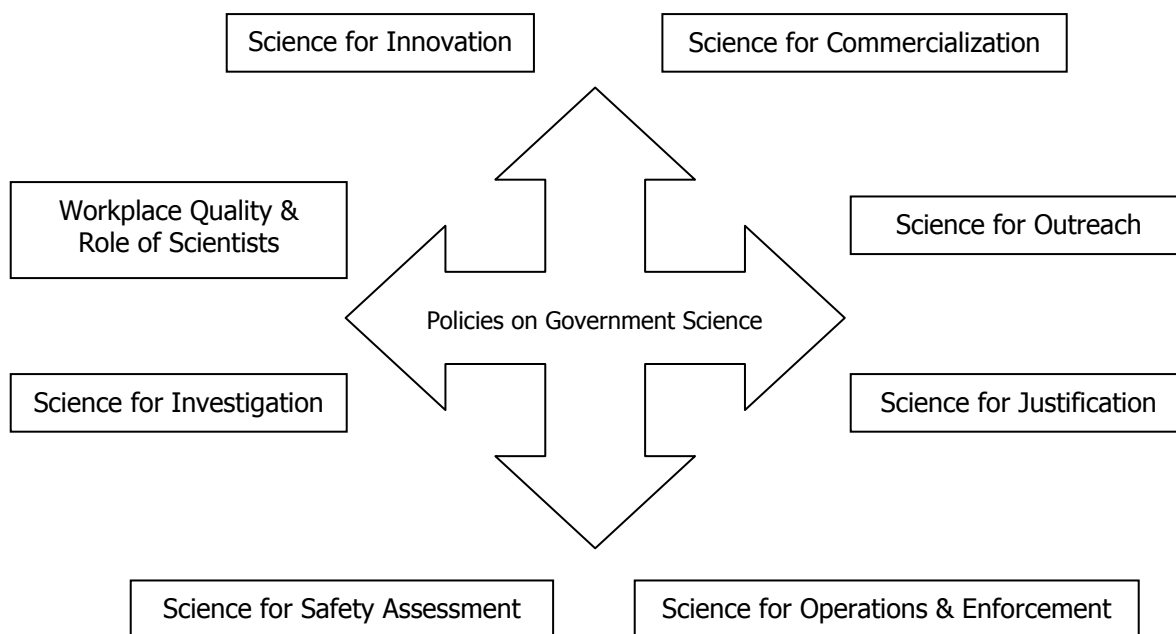 Science for Innovation
Science for Commercialization
Workplace Quality &
Role of Scientists
Science for Outreach
Policies on Government Science
Science for Investigation
Science for Justification
Science for Safety Assessment
Science for Operations & Enforcement